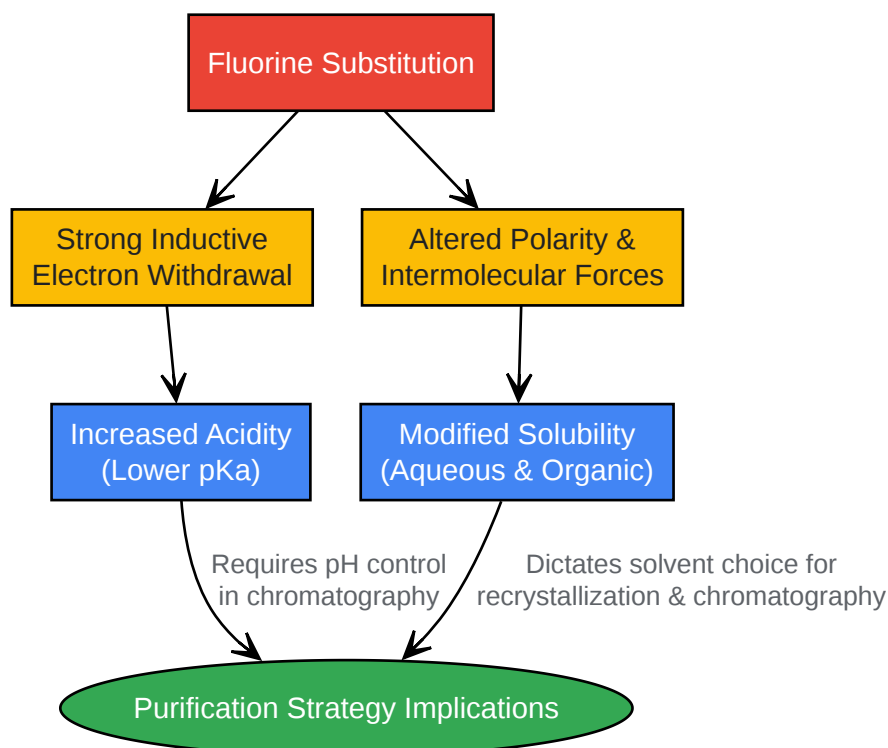 Fluorine Substitution
Strong Inductive
Electron Withdrawal
Altered Polarity &
Intermolecular Forces
Increased Acidity
(Lower pKa)
Modified Solubility
(Aqueous & Organic)
Requires pH control
in chromatography
Dictates solvent choice for
recrystallization & chromatography
Purification Strategy Implications